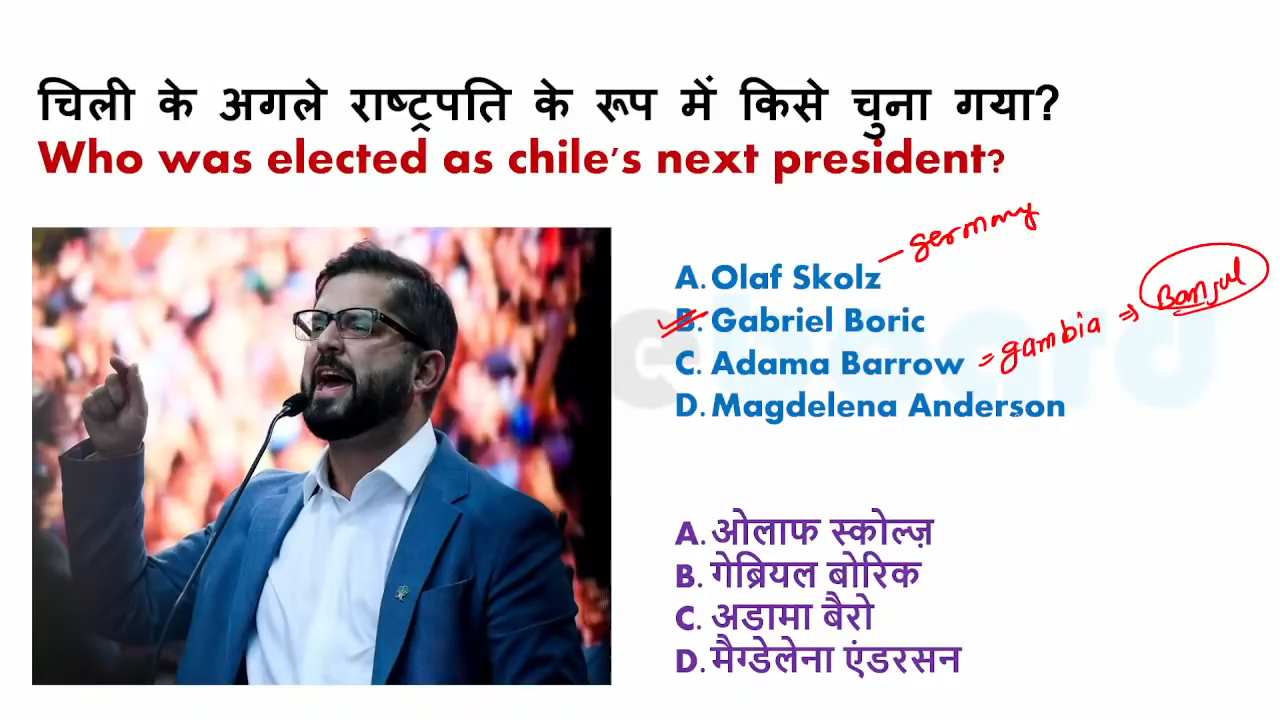 चिली के अगले राष्ट्रपति के रूप में किसे चुना गया?
Who was elected as chile's next president?
A. Olaf Skolz – germany
B. Gabriel Boric
C. Adama Barrow = gambia ⇒ Banjul
D. Magdelena Anderson
A. ओलाफ स्कोल्ज़
B. गेब्रियल बोरिक
C. अडामा बैरो
D. मैग्डेलेना एंडरसन